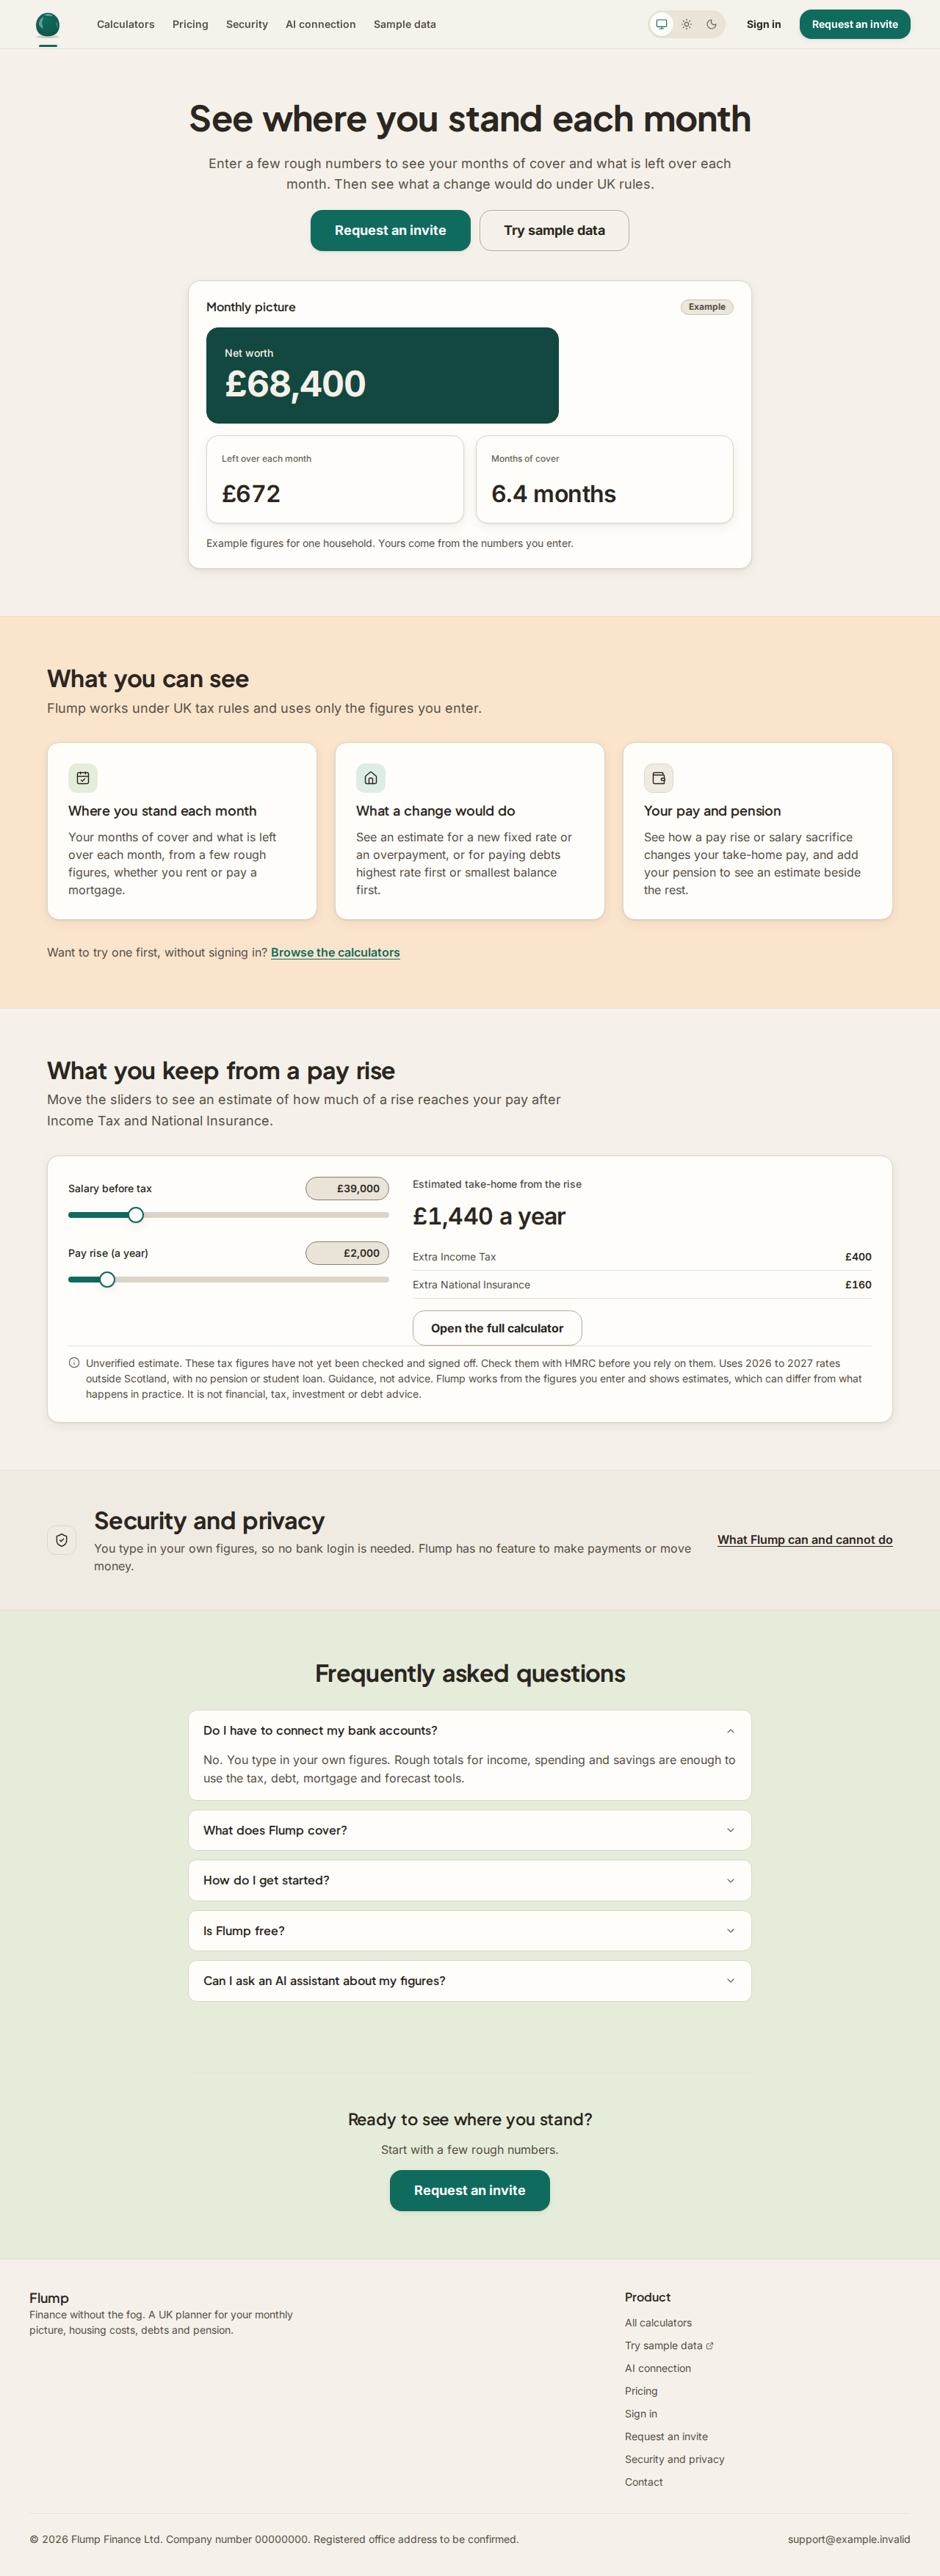 Calculators Pricing Security AI connection Sample data Sign in Request an invite
See where you stand each month
Enter a few rough numbers to see your months of cover and what is left over each
month. Then see what a change would do under UK rules.
Request an invite Try sample data
Monthly picture Example
Net worth
£68,400
Left over each month
£672
Months of cover
6.4 months
Example figures for one household. Yours come from the numbers you enter.
What you can see
Flump works under UK tax rules and uses only the figures you enter.
Where you stand each month
Your months of cover and what is left
over each month, from a few rough
figures, whether you rent or pay a
mortgage.
What a change would do
See an estimate for a new fixed rate or
an overpayment, or for paying debts
highest rate first or smallest balance
first.
Your pay and pension
See how a pay rise or salary sacrifice
changes your take-home pay, and add
your pension to see an estimate beside
the rest.
Want to try one first, without signing in? Browse the calculators
What you keep from a pay rise
Move the sliders to see an estimate of how much of a rise reaches your pay after
Income Tax and National Insurance.
Salary before tax £39,000
Pay rise (a year) £2,000
Estimated take-home from the rise
£1,440 a year
Extra Income Tax £400
Extra National Insurance £160
Open the full calculator
Unverified estimate. These tax figures have not yet been checked and signed off. Check them with HMRC before you rely on them. Uses 2026 to 2027 rates
outside Scotland, with no pension or student loan. Guidance, not advice. Flump works from the figures you enter and shows estimates, which can differ from what
happens in practice. It is not financial, tax, investment or debt advice.
Security and privacy
You type in your own figures, so no bank login is needed. Flump has no feature to make payments or move
money.
What Flump can and cannot do
Frequently asked questions
Do I have to connect my bank accounts?
No. You type in your own figures. Rough totals for income, spending and savings are enough to
use the tax, debt, mortgage and forecast tools.
What does Flump cover?
How do I get started?
Is Flump free?
Can I ask an AI assistant about my figures?
Ready to see where you stand?
Start with a few rough numbers.
Request an invite
Flump
Finance without the fog. A UK planner for your monthly
picture, housing costs, debts and pension.
Product
All calculators
Try sample data
AI connection
Pricing
Sign in
Request an invite
Security and privacy
Contact
© 2026 Flump Finance Ltd. Company number 00000000. Registered office address to be confirmed.
support@example.invalid